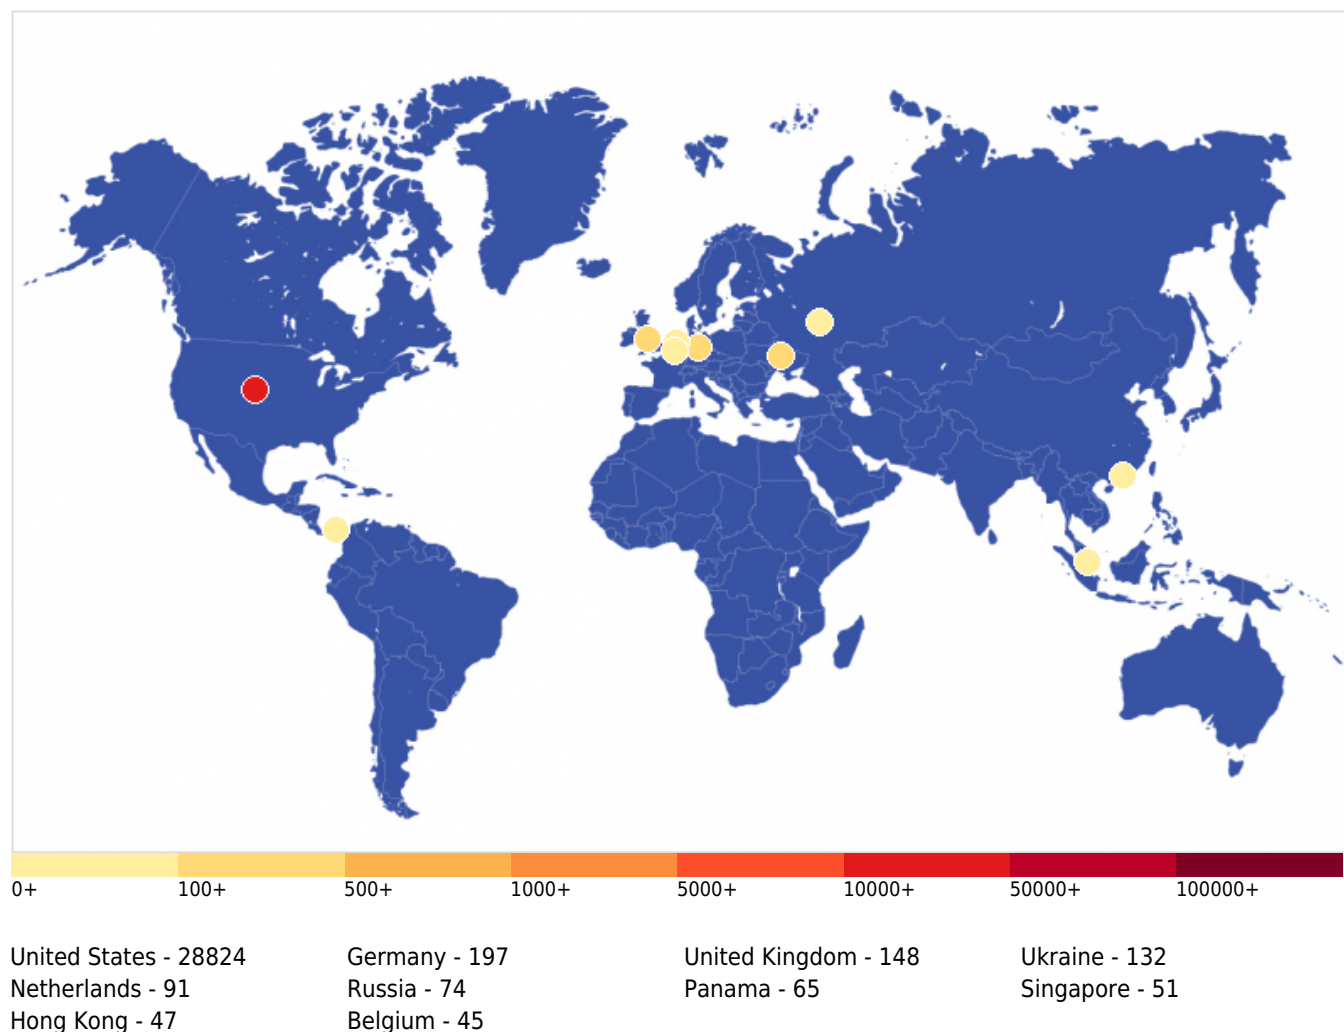 0+ 100+ 500+ 1000+ 5000+ 10000+ 50000+ 100000+
United States - 28824 Germany - 197 United Kingdom - 148 Ukraine - 132
Netherlands - 91 Russia - 74 Panama - 65 Singapore - 51
Hong Kong - 47 Belgium - 45